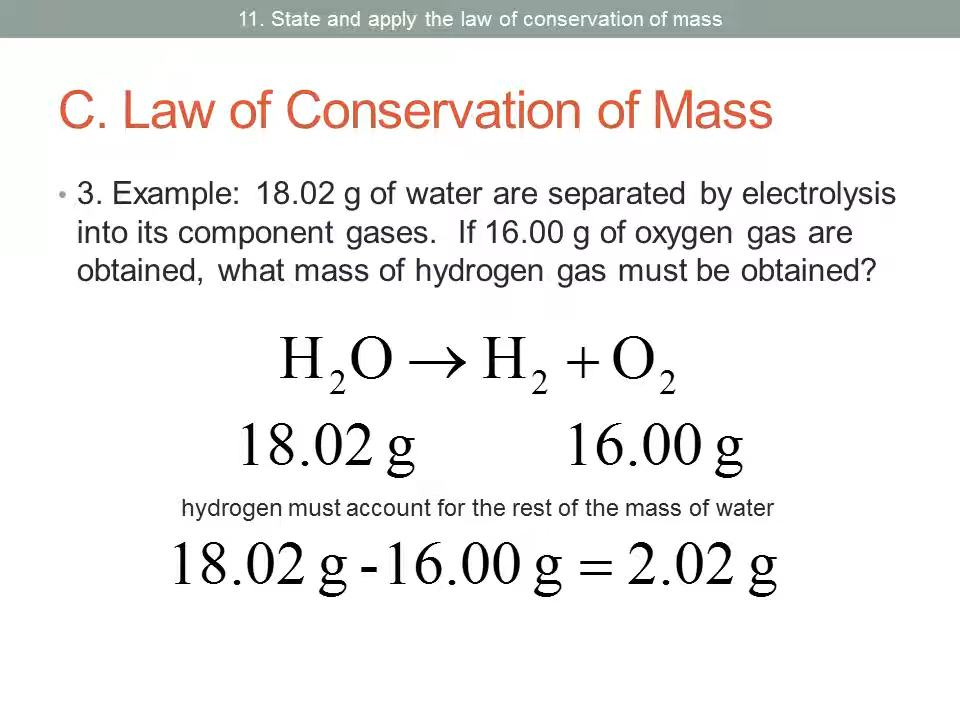 11. State and apply the law of conservation of mass
C. Law of Conservation of Mass
• 3. Example: 18.02 g of water are separated by electrolysis
into its component gases. If 16.00 g of oxygen gas are
obtained, what mass of hydrogen gas must be obtained?
H₂O → H₂ + O₂
18.02 g 16.00 g
hydrogen must account for the rest of the mass of water
18.02 g - 16.00 g = 2.02 g